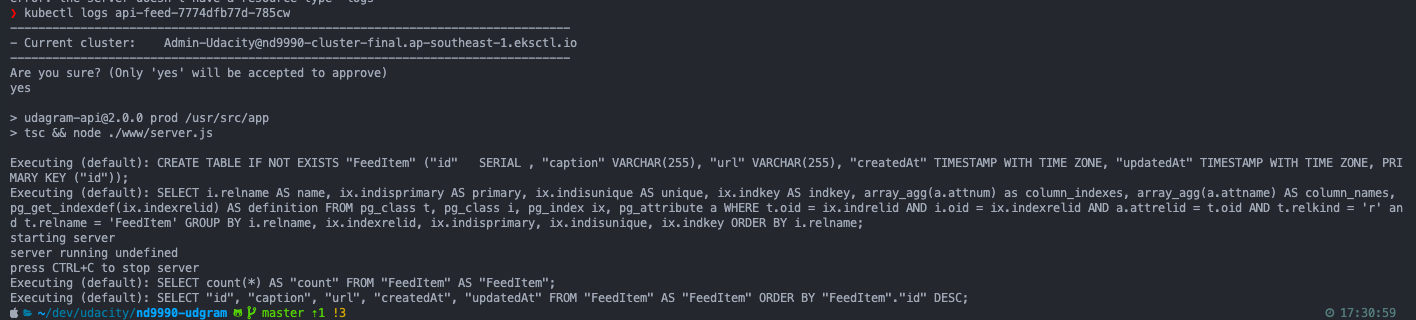 error: the server doesn't have a resource type "logs"
❯ kubectl logs api-feed-7774dfb77d-785cw
--------------------------------------------------------------------------------
- Current cluster:    Admin-Udacity@nd9990-cluster-final.ap-southeast-1.eksctl.io
--------------------------------------------------------------------------------
Are you sure? (Only 'yes' will be accepted to approve)
yes
> udagram-api@2.0.0 prod /usr/src/app
> tsc && node ./www/server.js
Executing (default): CREATE TABLE IF NOT EXISTS "FeedItem" ("id"   SERIAL , "caption" VARCHAR(255), "url" VARCHAR(255), "createdAt" TIMESTAMP WITH TIME ZONE, "updatedAt" TIMESTAMP WITH TIME ZONE, PRI
MARY KEY ("id"));
Executing (default): SELECT i.relname AS name, ix.indisprimary AS primary, ix.indisunique AS unique, ix.indkey AS indkey, array_agg(a.attnum) as column_indexes, array_agg(a.attname) AS column_names,
pg_get_indexdef(ix.indexrelid) AS definition FROM pg_class t, pg_class i, pg_index ix, pg_attribute a WHERE t.oid = ix.indrelid AND i.oid = ix.indexrelid AND a.attrelid = t.oid AND t.relkind = 'r' an
d t.relname = 'FeedItem' GROUP BY i.relname, ix.indexrelid, ix.indisprimary, ix.indisunique, ix.indkey ORDER BY i.relname;
starting server
server running undefined
press CTRL+C to stop server
Executing (default): SELECT count(*) AS "count" FROM "FeedItem" AS "FeedItem";
Executing (default): SELECT "id", "caption", "url", "createdAt", "updatedAt" FROM "FeedItem" AS "FeedItem" ORDER BY "FeedItem"."id" DESC;
~/dev/udacity/nd9990-udgram master ↑1 !3 17:30:59